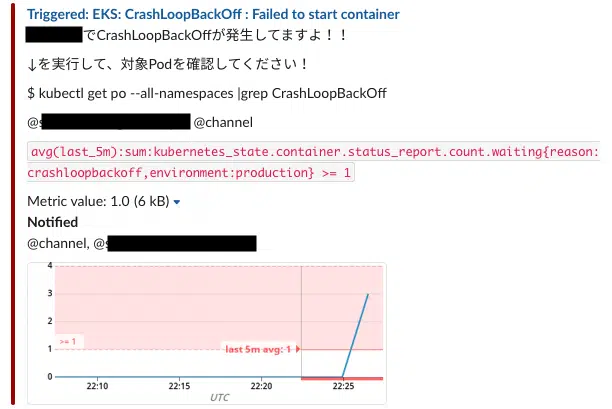 Triggered: EKS: CrashLoopBackOff : Failed to start container
でCrashLoopBackOffが発生してますよ！！
↓を実行して、対象Podを確認してください！
$ kubectl get po --all-namespaces |grep CrashLoopBackOff
@ @channel
avg(last_5m):sum:kubernetes_state.container.status_report.count.waiting{reason:
crashloopbackoff,environment:production} >= 1
Metric value: 1.0 (6 kB)
Notified
@channel, @
4
3
2
>= 1
last 5m avg: 1
1
0
22:10 22:15 22:20 22:25
UTC